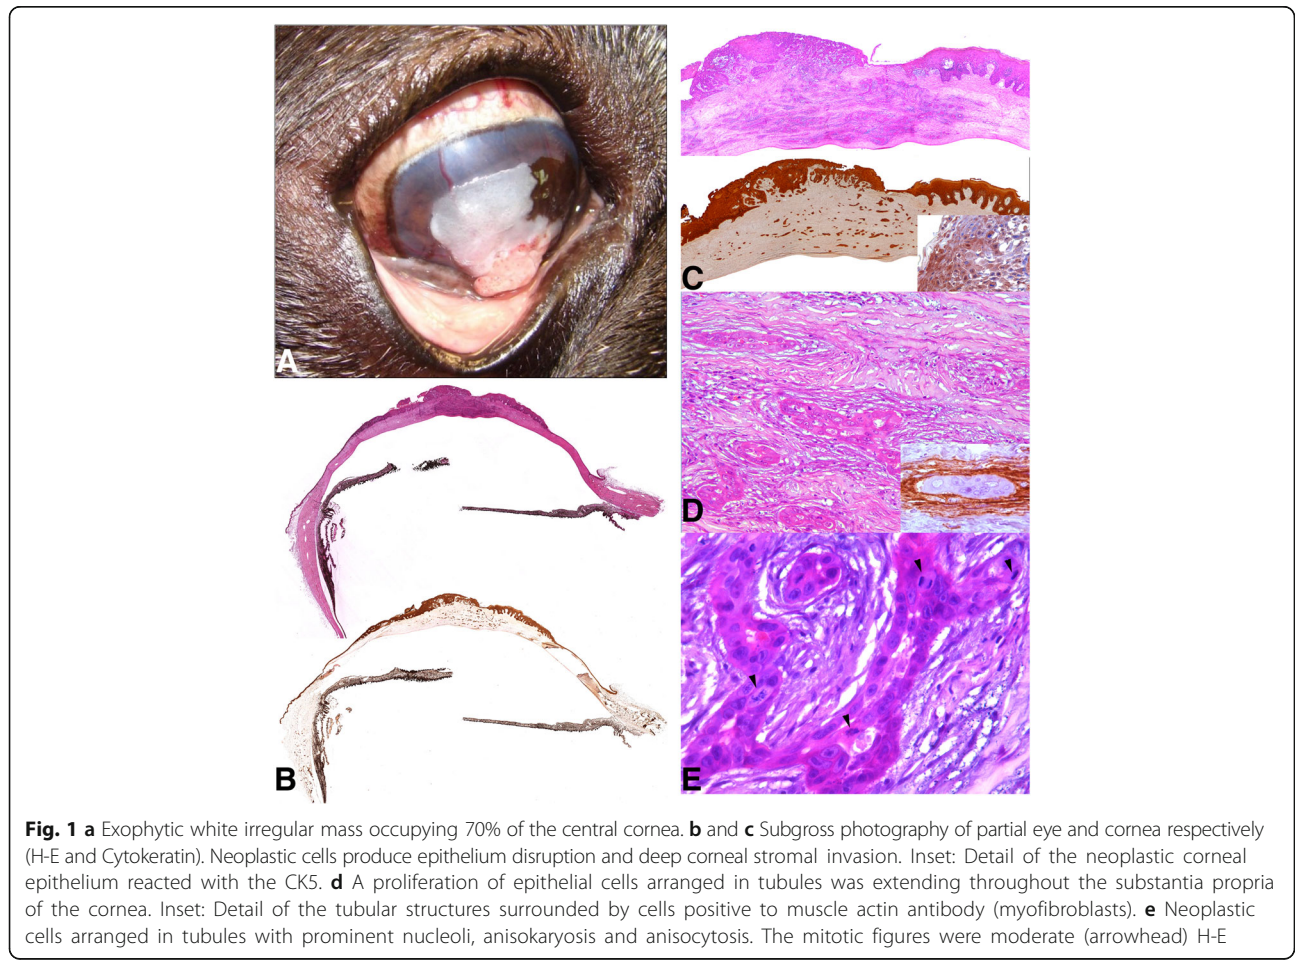 A
B
C
D
E
Fig. 1 a Exophytic white irregular mass occupying 70% of the central cornea. b and c Subgross photography of partial eye and cornea respectively
(H-E and Cytokeratin). Neoplastic cells produce epithelium disruption and deep corneal stromal invasion. Inset: Detail of the neoplastic corneal
epithelium reacted with the CK5. d A proliferation of epithelial cells arranged in tubules was extending throughout the substantia propria
of the cornea. Inset: Detail of the tubular structures surrounded by cells positive to muscle actin antibody (myofibroblasts). e Neoplastic
cells arranged in tubules with prominent nucleoli, anisokaryosis and anisocytosis. The mitotic figures were moderate (arrowhead) H-E